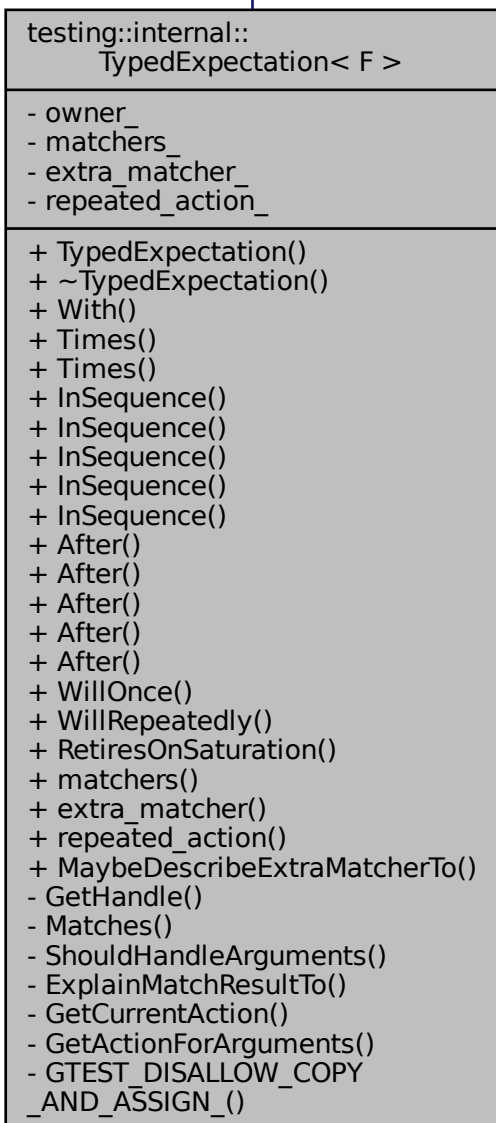 testing::internal::
TypedExpectation< F >
- owner_
- matchers_
- extra_matcher_
- repeated_action_
+ TypedExpectation()
+ ~TypedExpectation()
+ With()
+ Times()
+ Times()
+ InSequence()
+ InSequence()
+ InSequence()
+ InSequence()
+ InSequence()
+ After()
+ After()
+ After()
+ After()
+ After()
+ WillOnce()
+ WillRepeatedly()
+ RetiresOnSaturation()
+ matchers()
+ extra_matcher()
+ repeated_action()
+ MaybeDescribeExtraMatcherTo()
- GetHandle()
- Matches()
- ShouldHandleArguments()
- ExplainMatchResultTo()
- GetCurrentAction()
- GetActionForArguments()
- GTEST_DISALLOW_COPY
_AND_ASSIGN_()